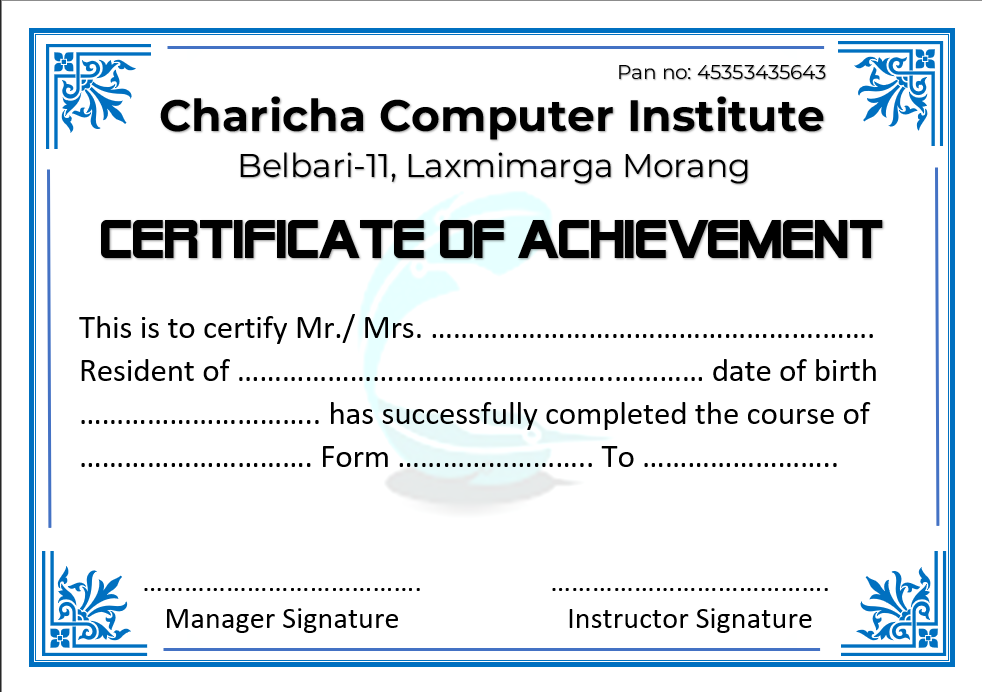 Pan no: 45353435643
Charicha Computer Institute
Belbari-11, Laxmimarga Morang
CERTIFICATE OF ACHIEVEMENT
This is to certify Mr./ Mrs. ……………………………………………………….
Resident of …………………………………………………… date of birth
…………………………….. has successfully completed the course of
……………………………. Form ……………………….. To ………………………..
…………………………………. ………………………………….
Manager Signature Instructor Signature